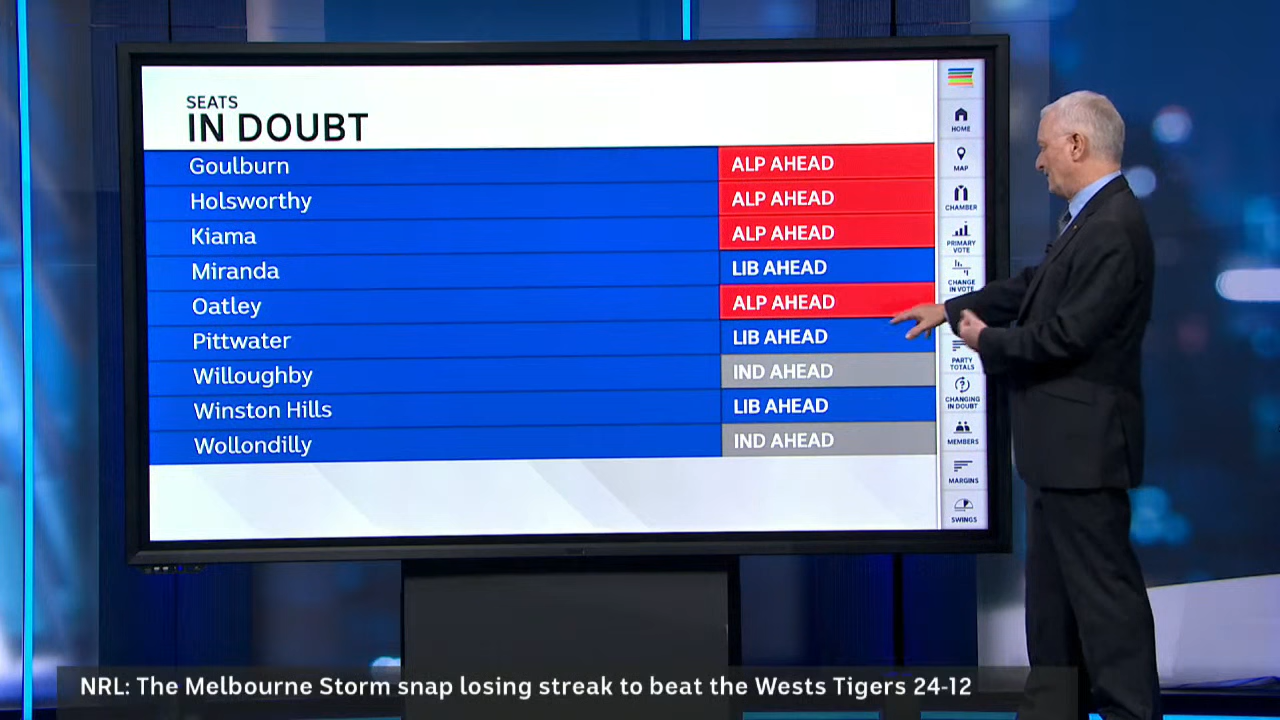 SEATS
IN DOUBT
Goulburn ALP AHEAD
Holsworthy ALP AHEAD
Kiama ALP AHEAD
Miranda LIB AHEAD
Oatley ALP AHEAD
Pittwater LIB AHEAD
Willoughby IND AHEAD
Winston Hills LIB AHEAD
Wollondilly IND AHEAD
HOME
MAP
CHAMBER
PRIMARY
VOTE
CHANGE
IN VOTE
PARTY
TOTALS
CHANGING
IN DOUBT
MEMBERS
MARGINS
SWINGS
NRL: The Melbourne Storm snap losing streak to beat the Wests Tigers 24-12